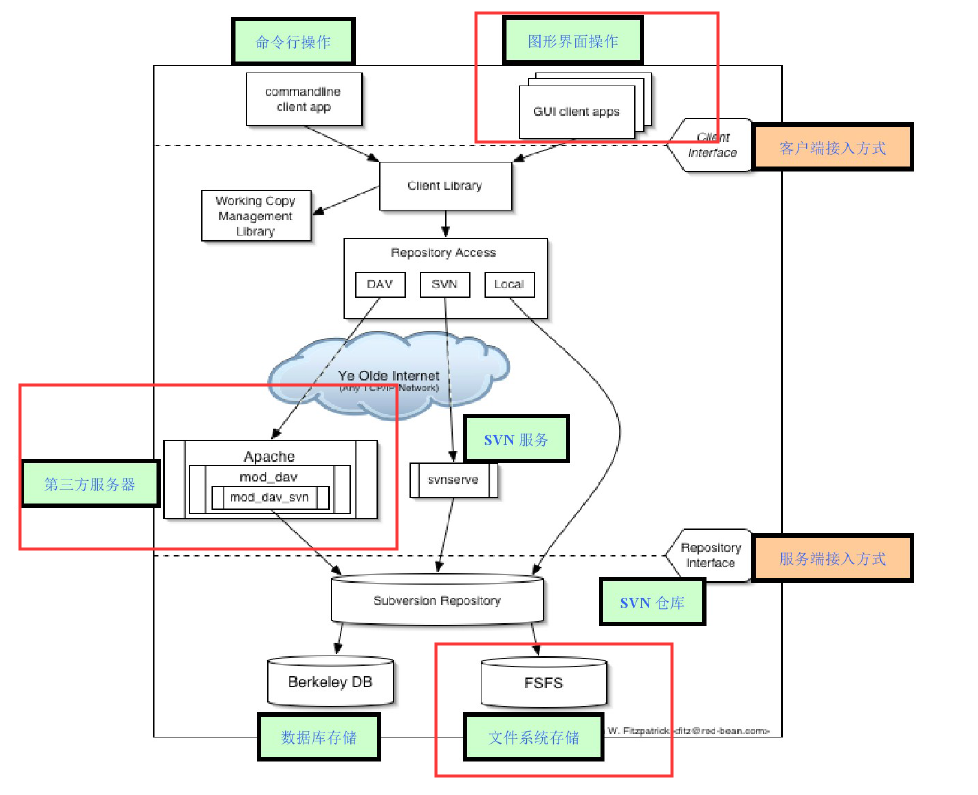 命令行操作
图形界面操作
commandline
client app
GUI client apps
Client
Interface
客户端接入方式
Client Library
Working Copy
Management
Library
Repository Access
DAV
SVN
Local
Ye Olde Internet
(Any TCP/IP Network)
SVN 服务
Apache
mod_dav
mod_dav_svn
第三方服务器
svnserve
Repository
Interface
服务端接入方式
Subversion Repository
SVN 仓库
Berkeley DB
FSFS
数据库存储
文件系统存储
W. Fitzpatrick <fitz@red-bean.com>